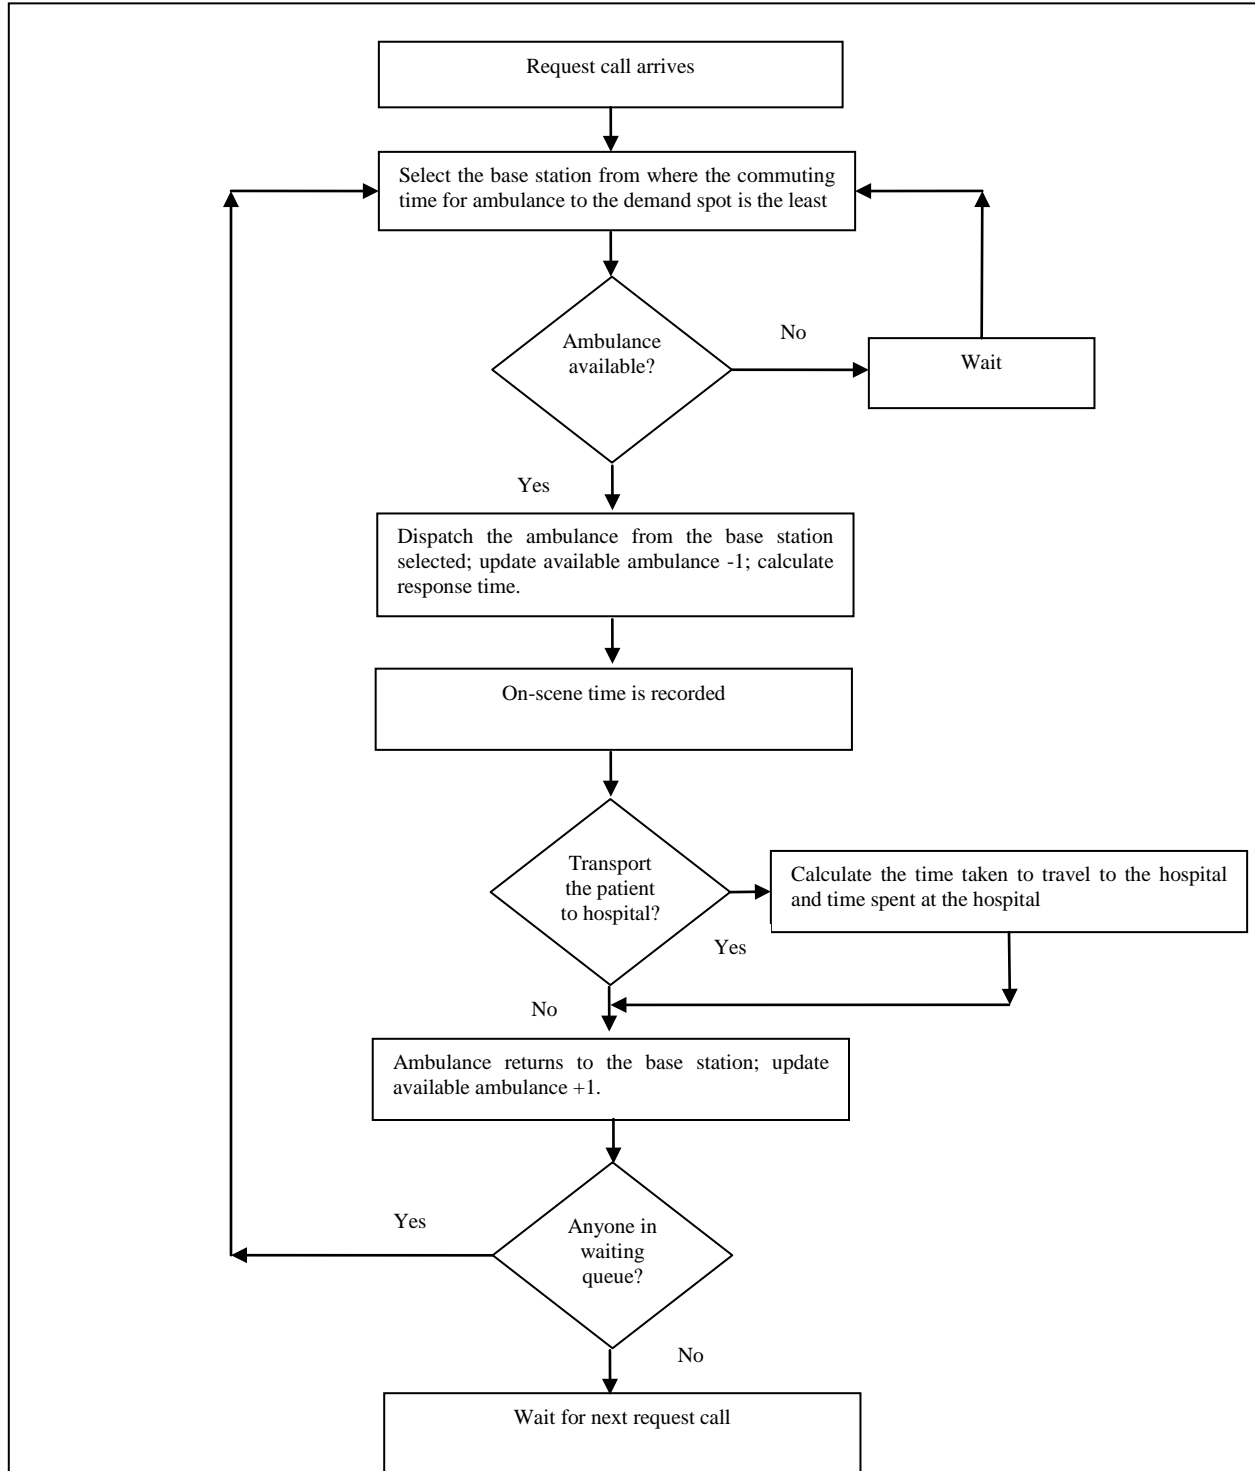 Request call arrives
Select the base station from where the commuting
time for ambulance to the demand spot is the least
Ambulance
available?
No
Wait
Yes
Dispatch the ambulance from the base station
selected; update available ambulance -1; calculate
response time.
On-scene time is recorded
Transport
the patient
to hospital?
Yes
Calculate the time taken to travel to the hospital
and time spent at the hospital
No
Ambulance returns to the base station; update
available ambulance +1.
Yes
Anyone in
waiting
queue?
No
Wait for next request call